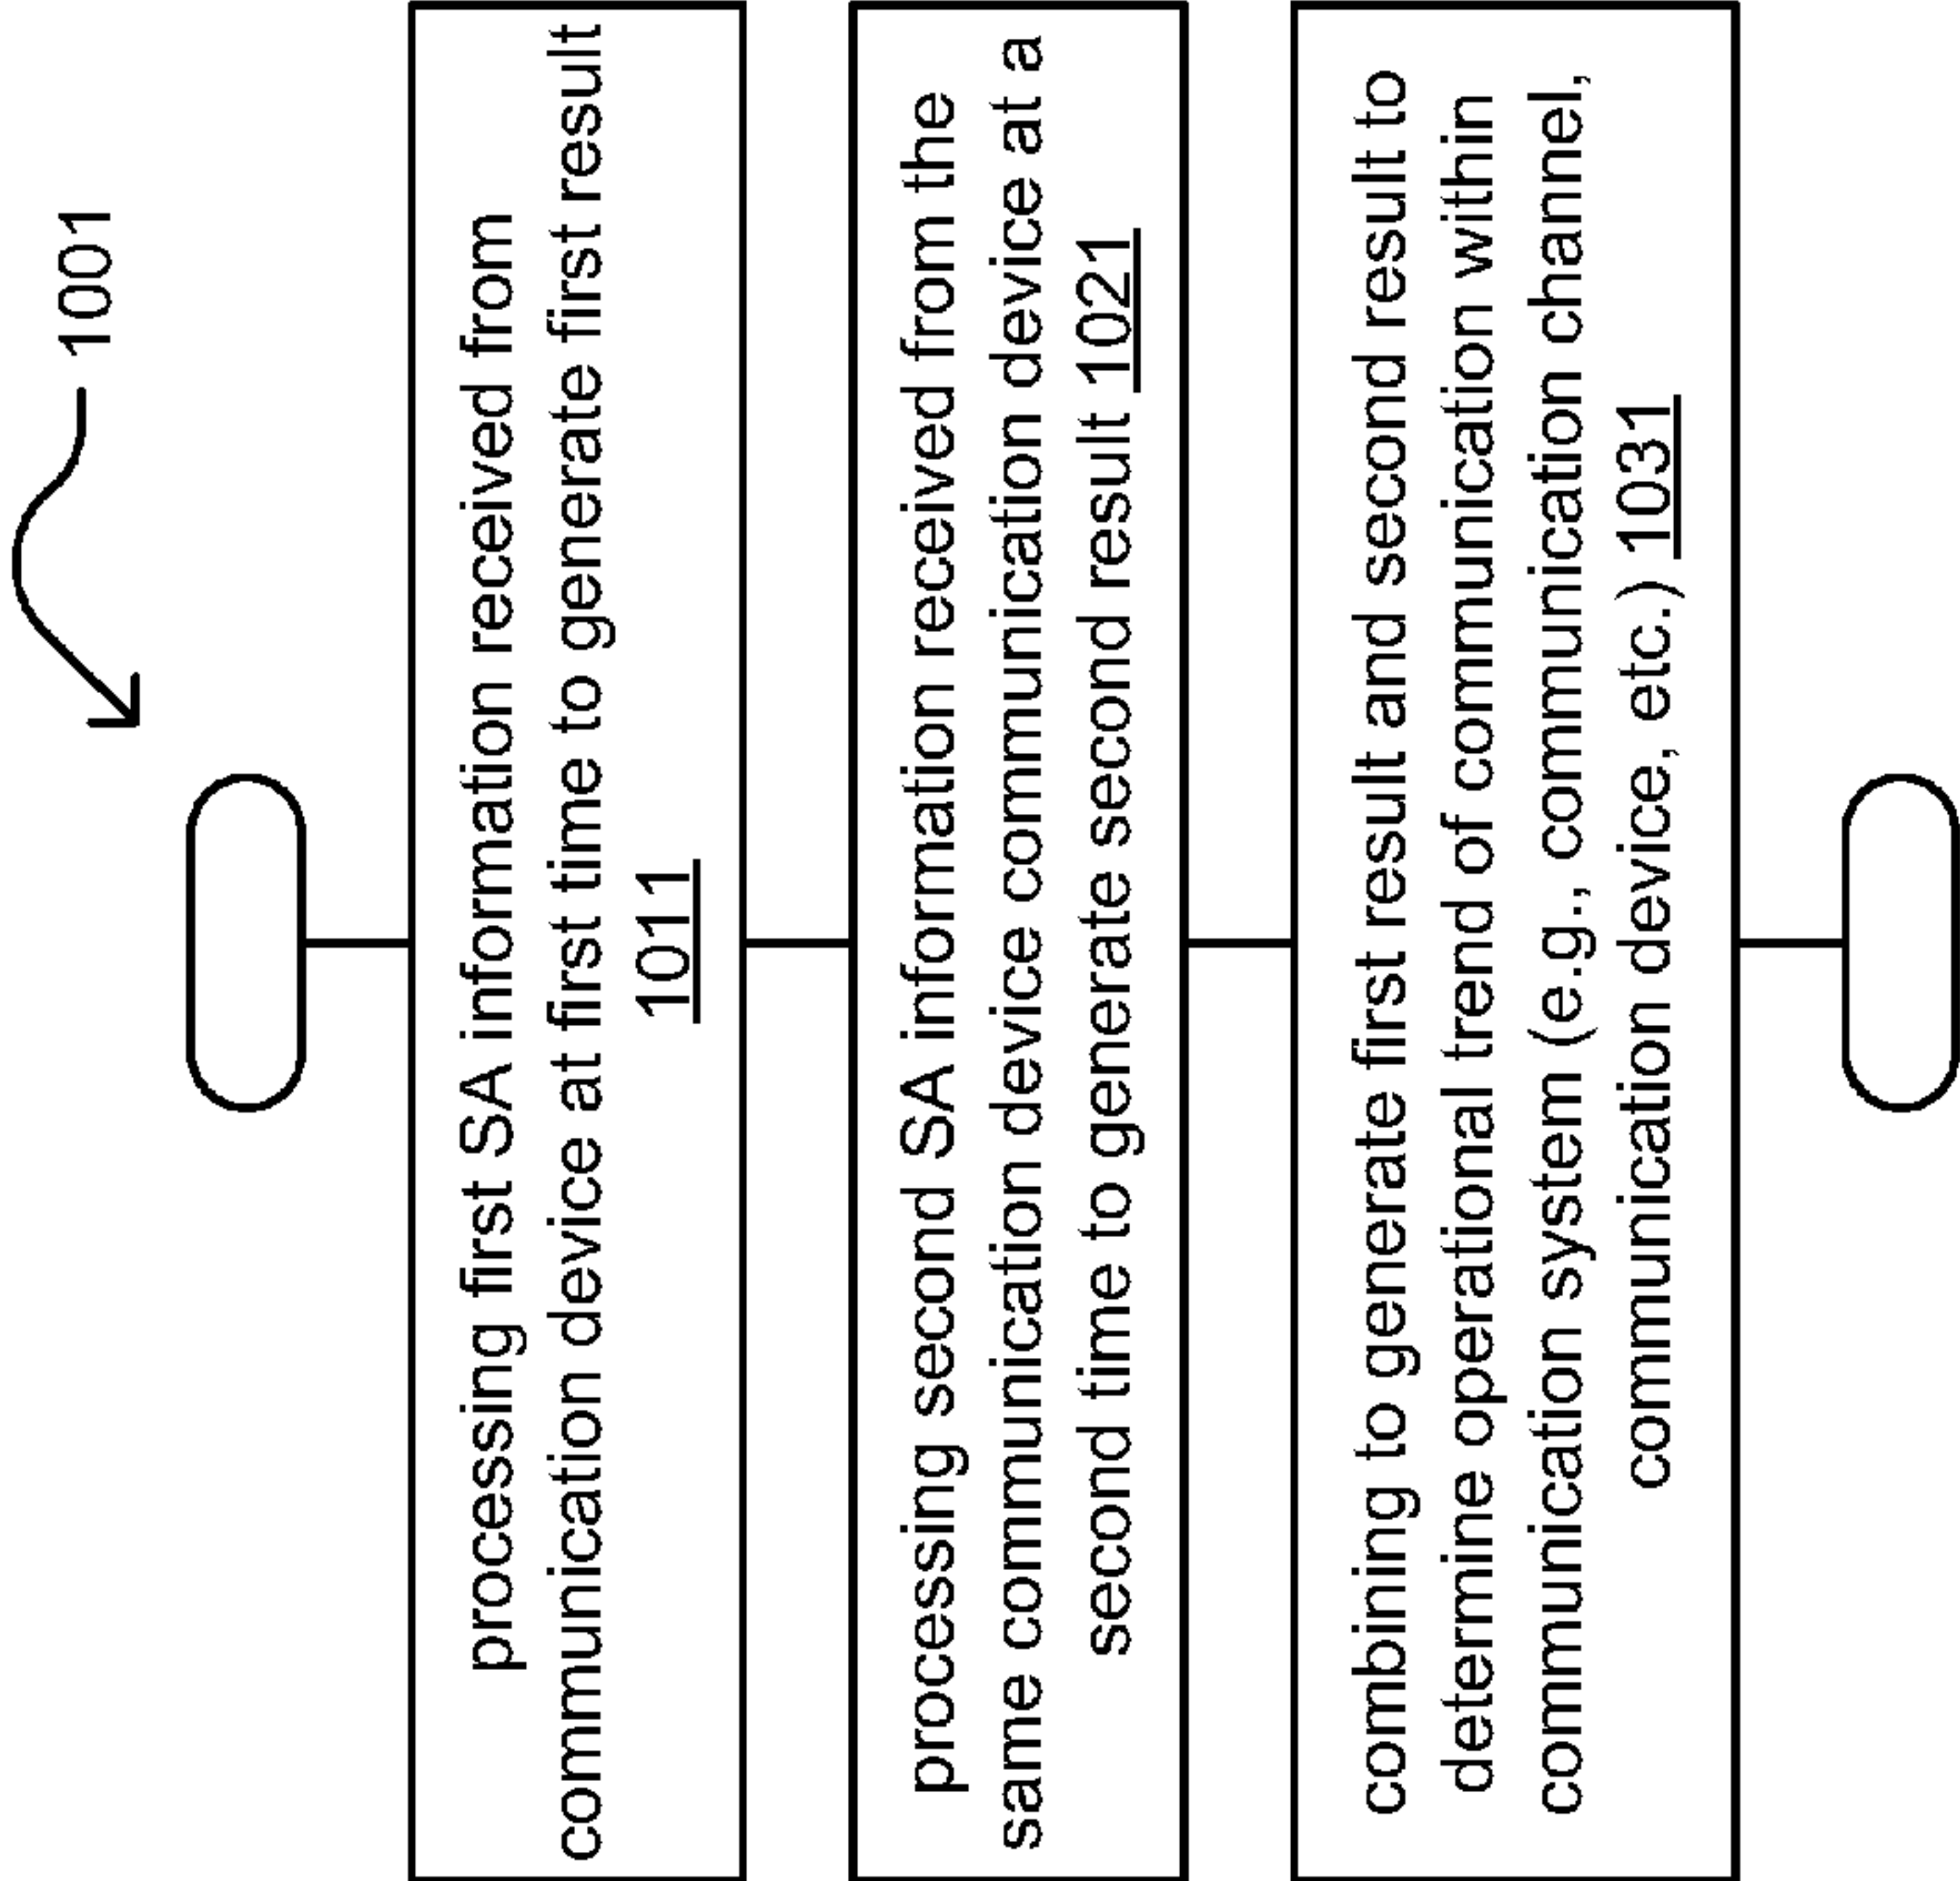 1001
processing first SA information received from
communication device at first time to generate first result
1011
processing second SA information received from the
same communication device communication device at a
second time to generate second result 1021
combining to generate first result and second result to
determine operational trend of communication within
communication system (e.g., communication channel,
communication device, etc.) 1031